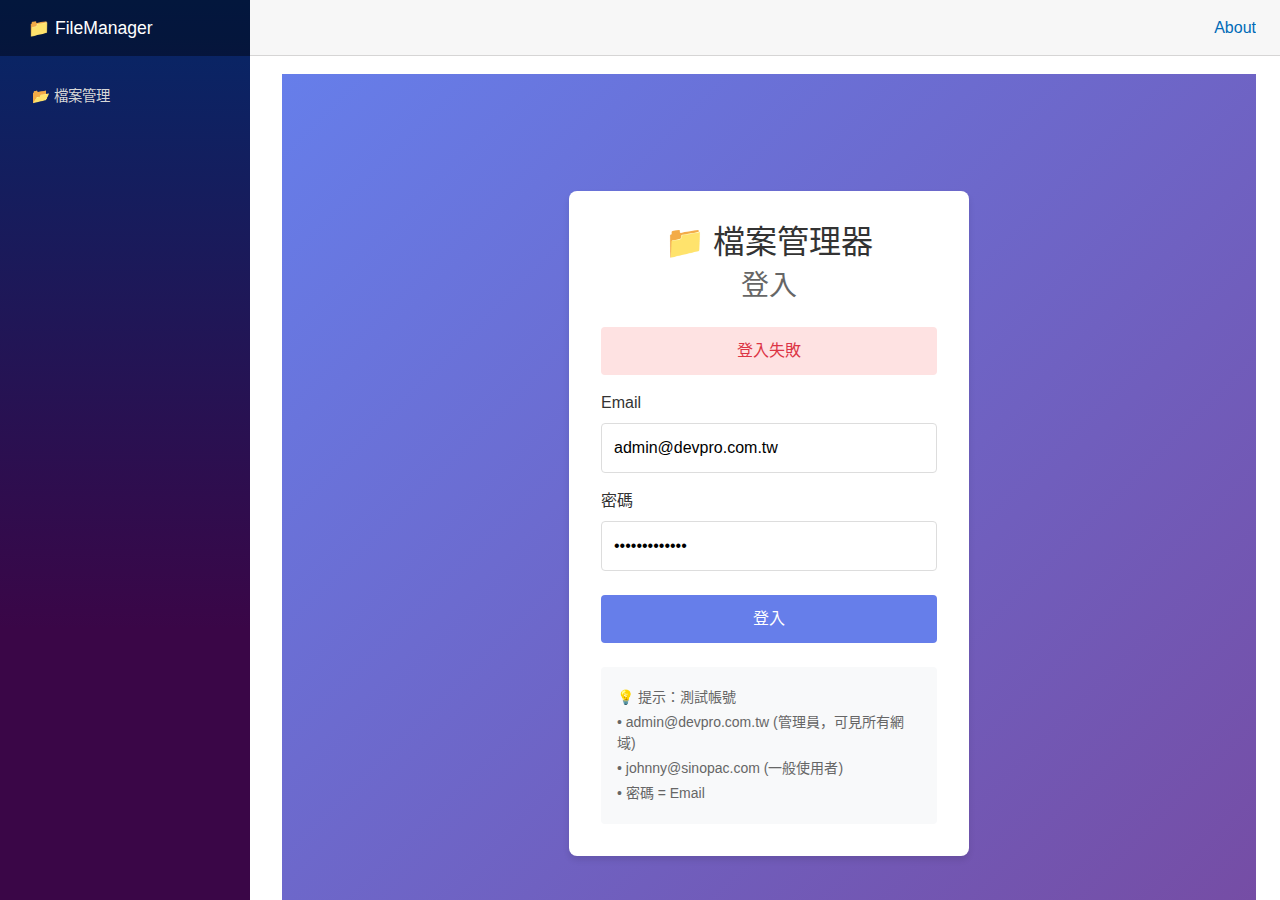 📁 FileManager
About
📂 檔案管理
📁 檔案管理器
登入
登入失敗
Email
admin@devpro.com.tw
密碼
•••••••••••••
登入
💡 提示：測試帳號
• admin@devpro.com.tw (管理員，可見所有網
域)
• johnny@sinopac.com (一般使用者)
• 密碼 = Email